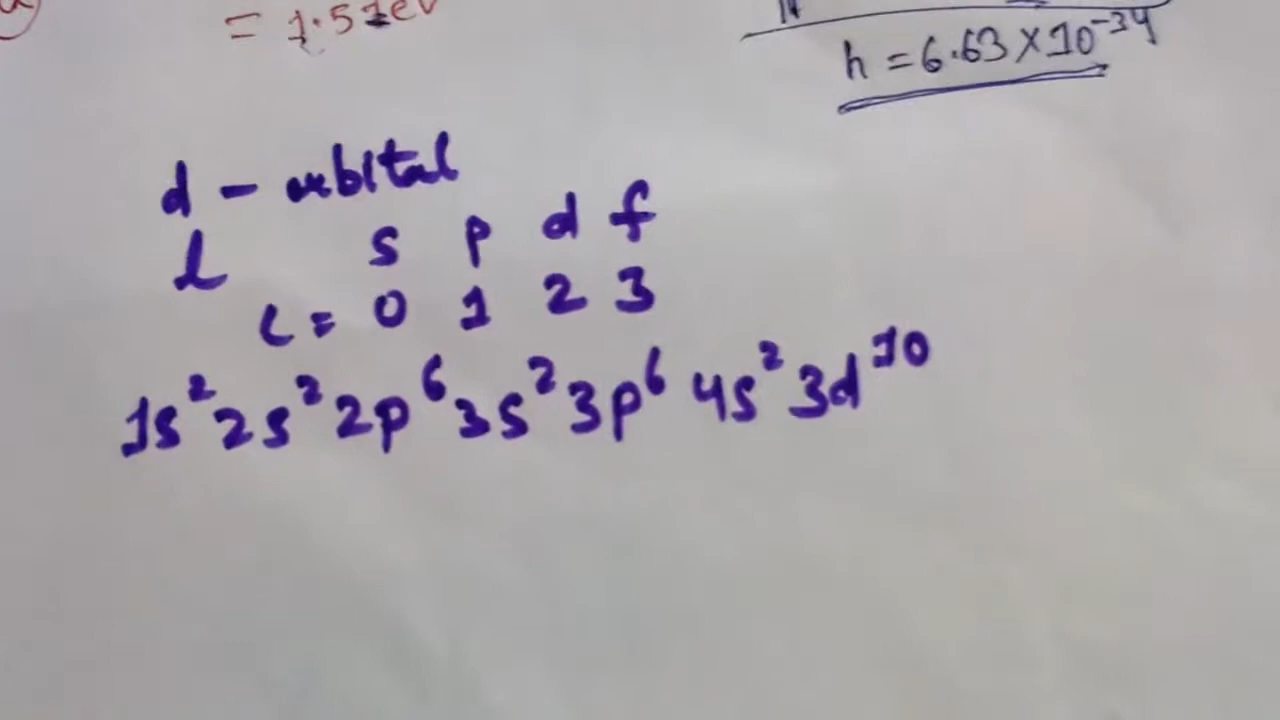 = 1.51ev
h = 6.63 × 10⁻³⁴
d - orbital
l s p d f
l = 0 1 2 3
1s² 2s² 2p⁶ 3s² 3p⁶ 4s² 3d¹⁰